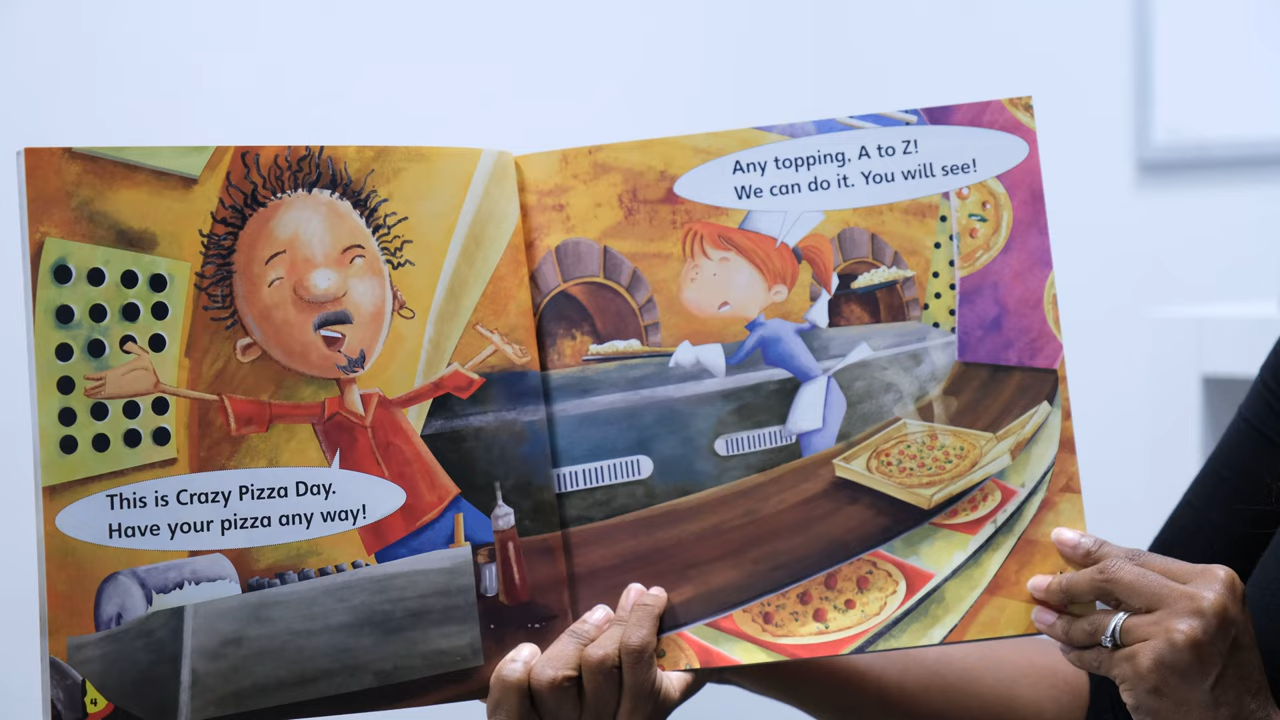 This is Crazy Pizza Day.
Have your pizza any way!
4
Any topping, A to Z!
We can do it. You will see!